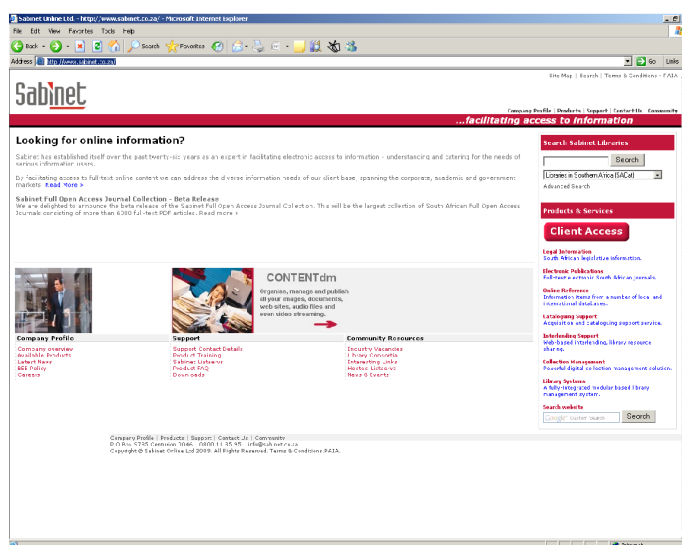 Sabinet Online Ltd. - http://www.sabinet.co.za/ - Microsoft Internet Explorer
File Edit View Favorites Tools Help
Back Search Favorites
Address http://www.sabinet.co.za/ Go Links
Site Map | Search | Terms & Conditions - PAIA
Sabinet
Company Profile | Products | Support | Contact Us Community
...facilitating access to information
Looking for online information?
Sabinet has established itself over the past twenty-six years as an expert in facilitating electronic access to information - understanding and catering for the needs of
serious information users.
By facilitating access to full-text online content we can address the diverse information needs of our client base, spanning the corporate, academic and government
markets. Read More >
Sabinet Full Open Access Journal Collection - Beta Release
We are delighted to announce the beta release of the Sabinet Full Open Access Journal Collection. This will be the largest collection of South African Full Open Access
Journals consisting of more than 6000 full-text PDF articles. Read more >
Search Sabinet Libraries
Search
Libraries in Southern Africa (SACat)
Advanced Search
Products & Services
Client Access
Legal Information
South African legislative information.
Electronic Publications
Full-text electronic South African journals.
Online Reference
Information items from a number of local and
international databases.
Cataloguing Support
Acquisition and cataloguing support service.
Interlending Support
Web-based interlending, library resource
sharing.
Collection Management
Powerful digital collection management solution.
Library Systems
A fully-integrated modular based library
management system.
Search website
Google Custom Search Search
CONTENTdm
Organise, manage and publish
all your images, documents,
web sites, audio files and
even video streaming.
Company Profile
Company overview
Available Products
Latest News
BEE Policy
Careers
Support
Support Contact Details
Product Training
Sabinet Listservs
Product FAQ
Downloads
Community Resources
Industry Vacancies
Library Consortia
Interesting Links
Hosted Listservs
News & Events
Company Profile | Products | Support | Contact Us | Community
P O Box 9785 Centurion 0046
Copyright © Sabinet Online Ltd 2009. All Rights Reserved. Terms & Conditions.PAIA.
Internet